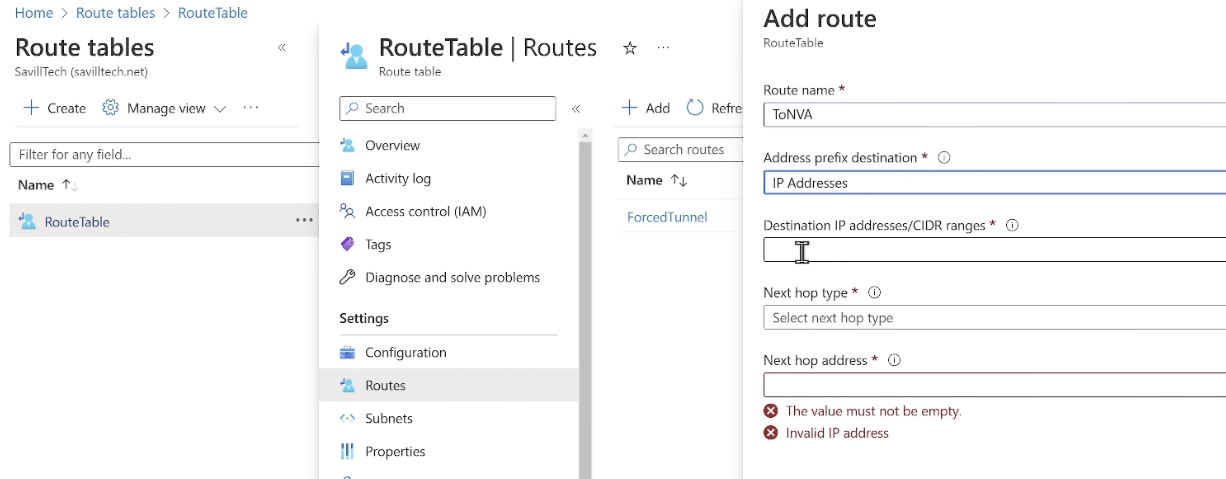 Home > Route tables > RouteTable
Route tables «
SavillTech (savilltech.net)
+ Create Manage view ...
Filter for any field...
Name ↑↓
RouteTable ...
RouteTable | Routes ☆ ...
Route table
Search «
Overview
Activity log
Access control (IAM)
Tags
Diagnose and solve problems
Settings
Configuration
Routes
Subnets
Properties
+ Add Refre
Search routes
Name ↑↓
ForcedTunnel
Add route
RouteTable
Route name *
ToNVA
Address prefix destination *
IP Addresses
Destination IP addresses/CIDR ranges *
Next hop type *
Select next hop type
Next hop address *
The value must not be empty.
Invalid IP address